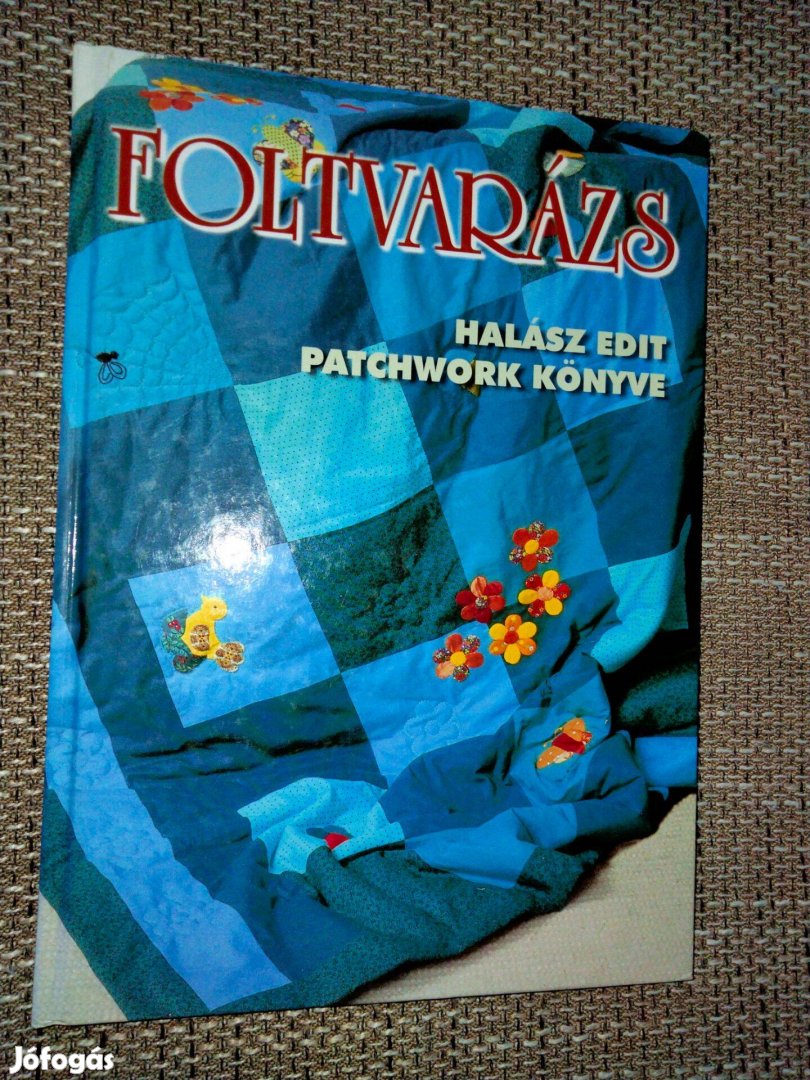 FOLTVARÁZS
HALÁSZ EDIT
PATCHWORK KÖNYVE
Jófogás